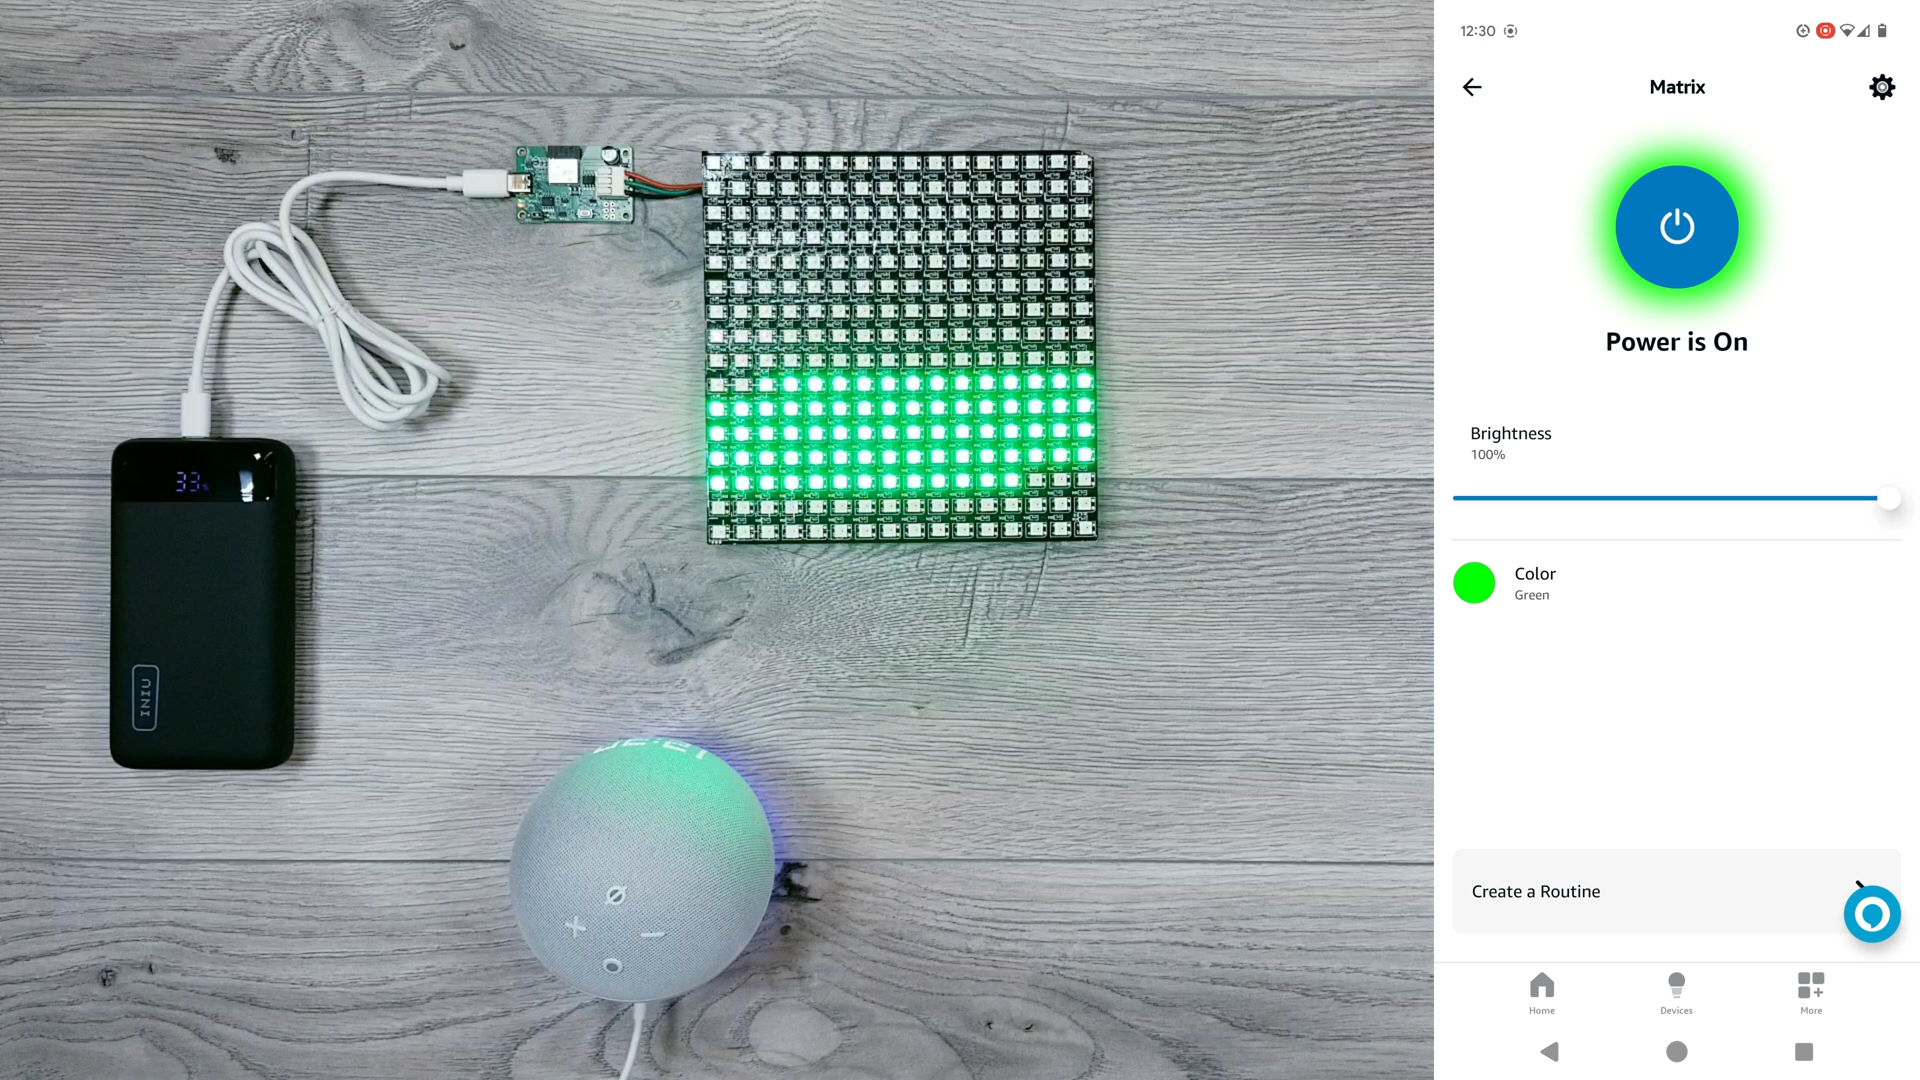 33%
INIU
12:30
Matrix
Power is On
Brightness
100%
Color
Green
Create a Routine
Home
Devices
More